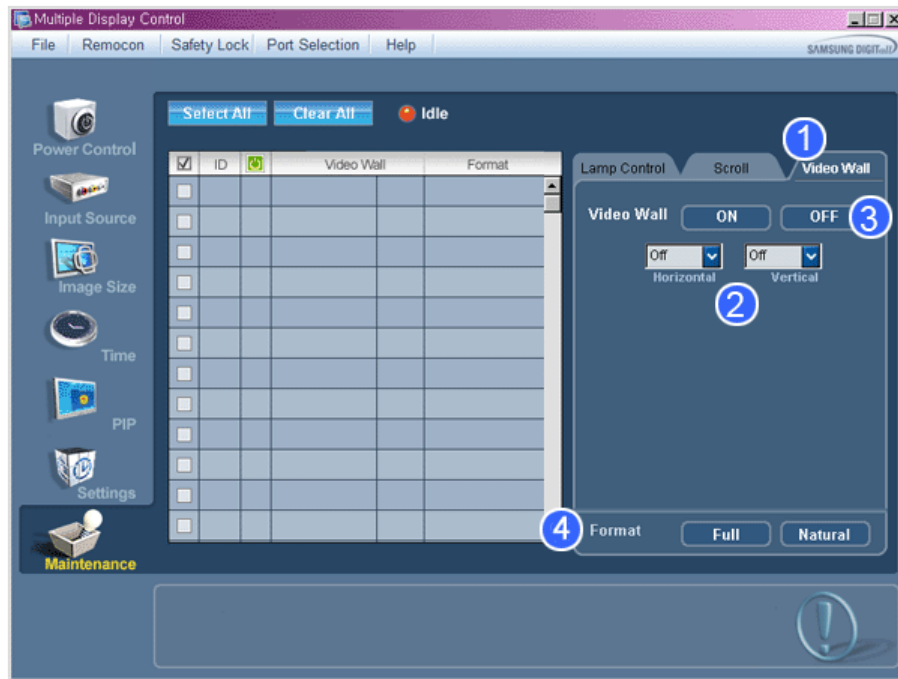 Multiple Display Control
File Remocon Safety Lock Port Selection Help
SAMSUNG DIGITall
Select All Clear All Idle
1
Power Control
ID Video Wall Format
Lamp Control Scroll Video Wall
Video Wall ON OFF 3
Input Source
Off Off
Horizontal Vertical
2
Image Size
Time
PIP
Settings
4 Format Full Natural
Maintenance